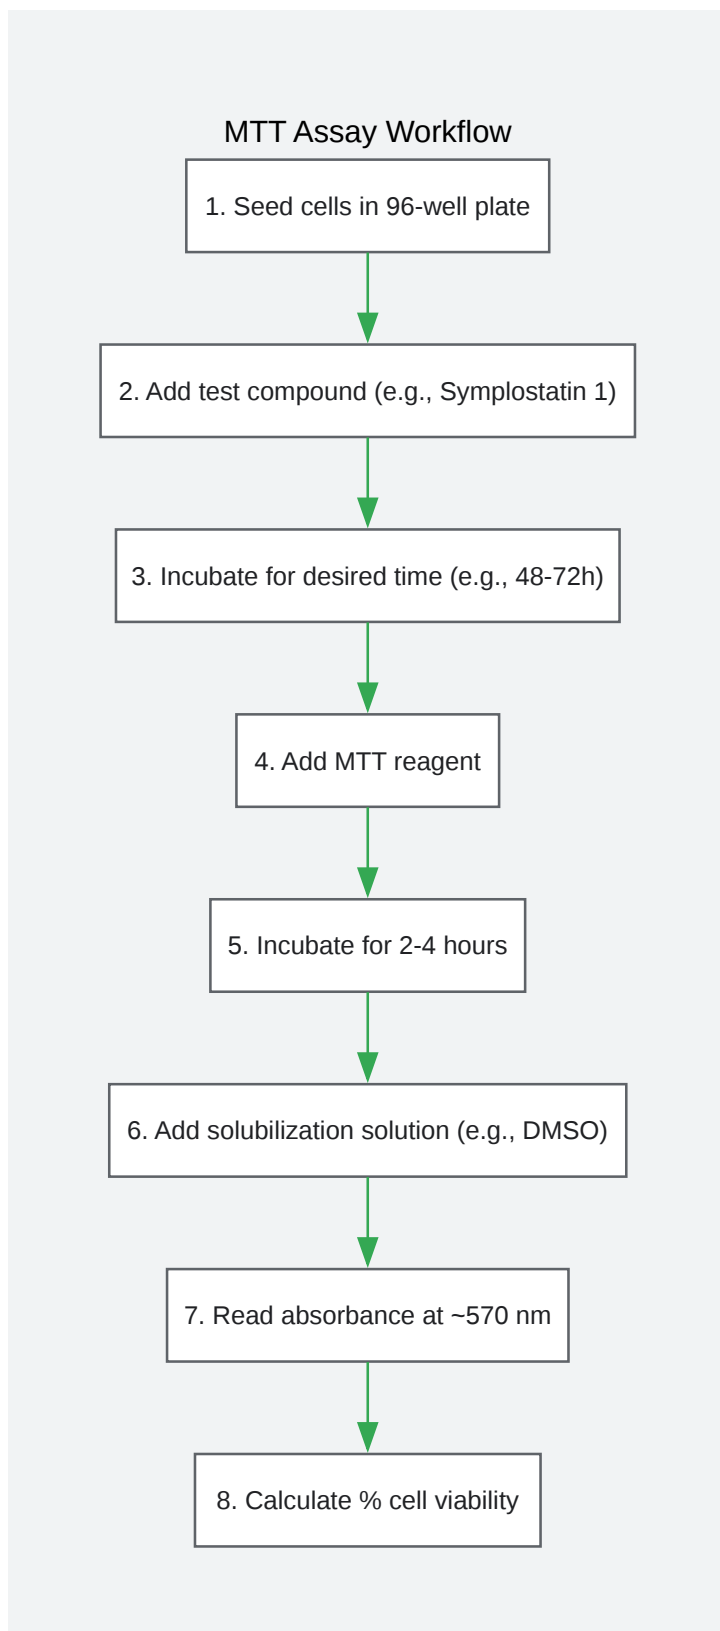 MTT Assay Workflow
1. Seed cells in 96-well plate
2. Add test compound (e.g., Symplostatin 1)
3. Incubate for desired time (e.g., 48-72h)
4. Add MTT reagent
5. Incubate for 2-4 hours
6. Add solubilization solution (e.g., DMSO)
7. Read absorbance at ~570 nm
8. Calculate % cell viability